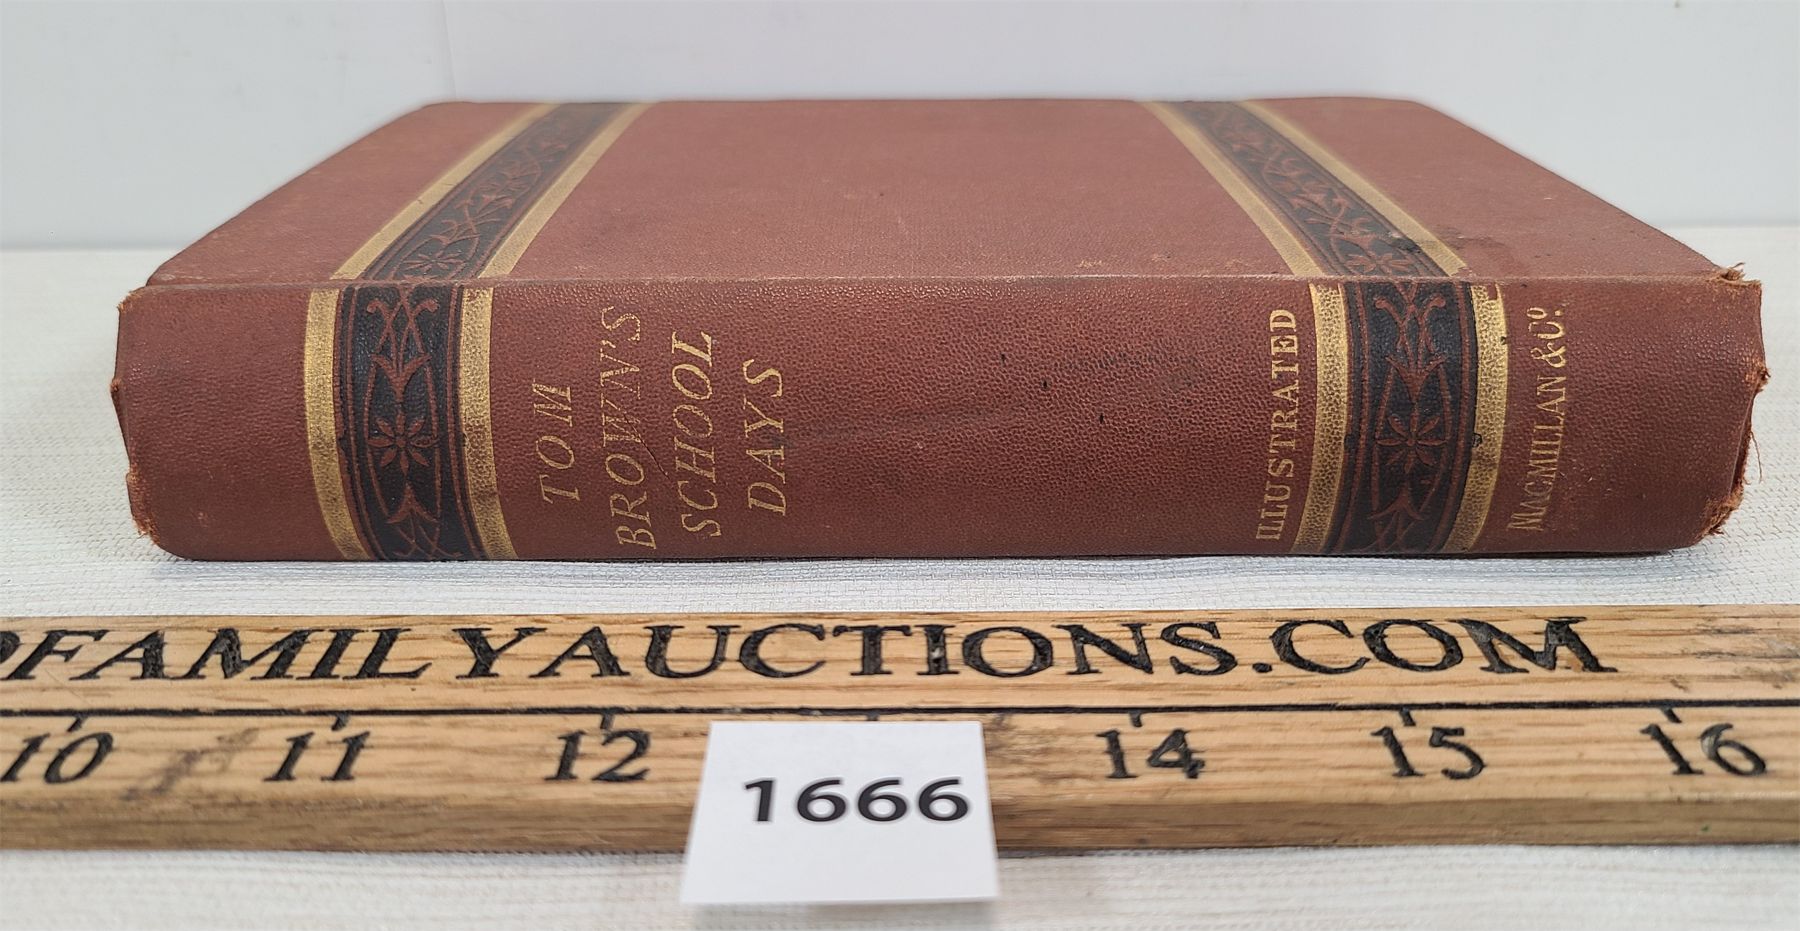 TOM
BROWN'S
SCHOOL
DAYS
ILLUSTRATED
MACMILLAN & Co.
FAMILYAUCTIONS.COM
10 11 12 14 15 16
1666